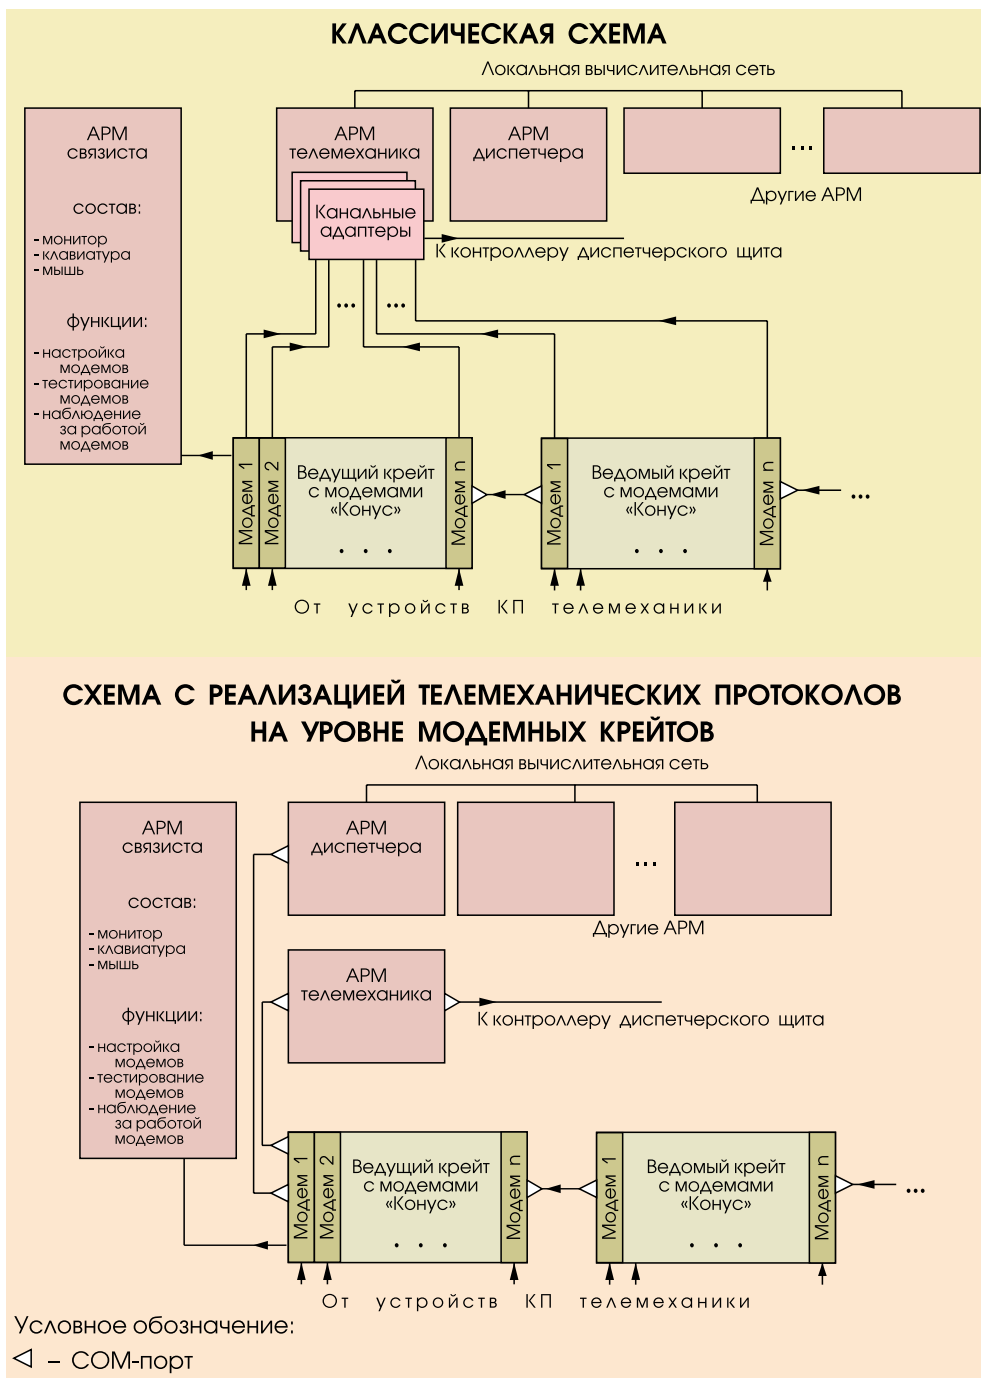 КЛАССИЧЕСКАЯ СХЕМА
Локальная вычислительная сеть
АРМ
связиста
состав:
- монитор
- клавиатура
- мышь
функции:
- настройка
модемов
- тестирование
модемов
- наблюдение
за работой
модемов
АРМ
телемеханика
Канальные
адаптеры
АРМ
диспетчера
...
Другие АРМ
К контроллеру диспетчерского щита
...
...
Модем 1
Модем 2
Ведущий крейт
с модемами
«Конус»
. . .
Модем n
Модем 1
Ведомый крейт
с модемами
«Конус»
. . .
Модем n
...
От устройств КП телемеханики
СХЕМА С РЕАЛИЗАЦИЕЙ ТЕЛЕМЕХАНИЧЕСКИХ ПРОТОКОЛОВ
НА УРОВНЕ МОДЕМНЫХ КРЕЙТОВ
Локальная вычислительная сеть
АРМ
связиста
состав:
- монитор
- клавиатура
- мышь
функции:
- настройка
модемов
- тестирование
модемов
- наблюдение
за работой
модемов
АРМ
диспетчера
...
Другие АРМ
АРМ
телемеханика
К контроллеру диспетчерского щита
Модем 1
Модем 2
Ведущий крейт
с модемами
«Конус»
. . .
Модем n
Модем 1
Ведомый крейт
с модемами
«Конус»
. . .
Модем n
...
От устройств КП телемеханики
Условное обозначение:
– COM-порт